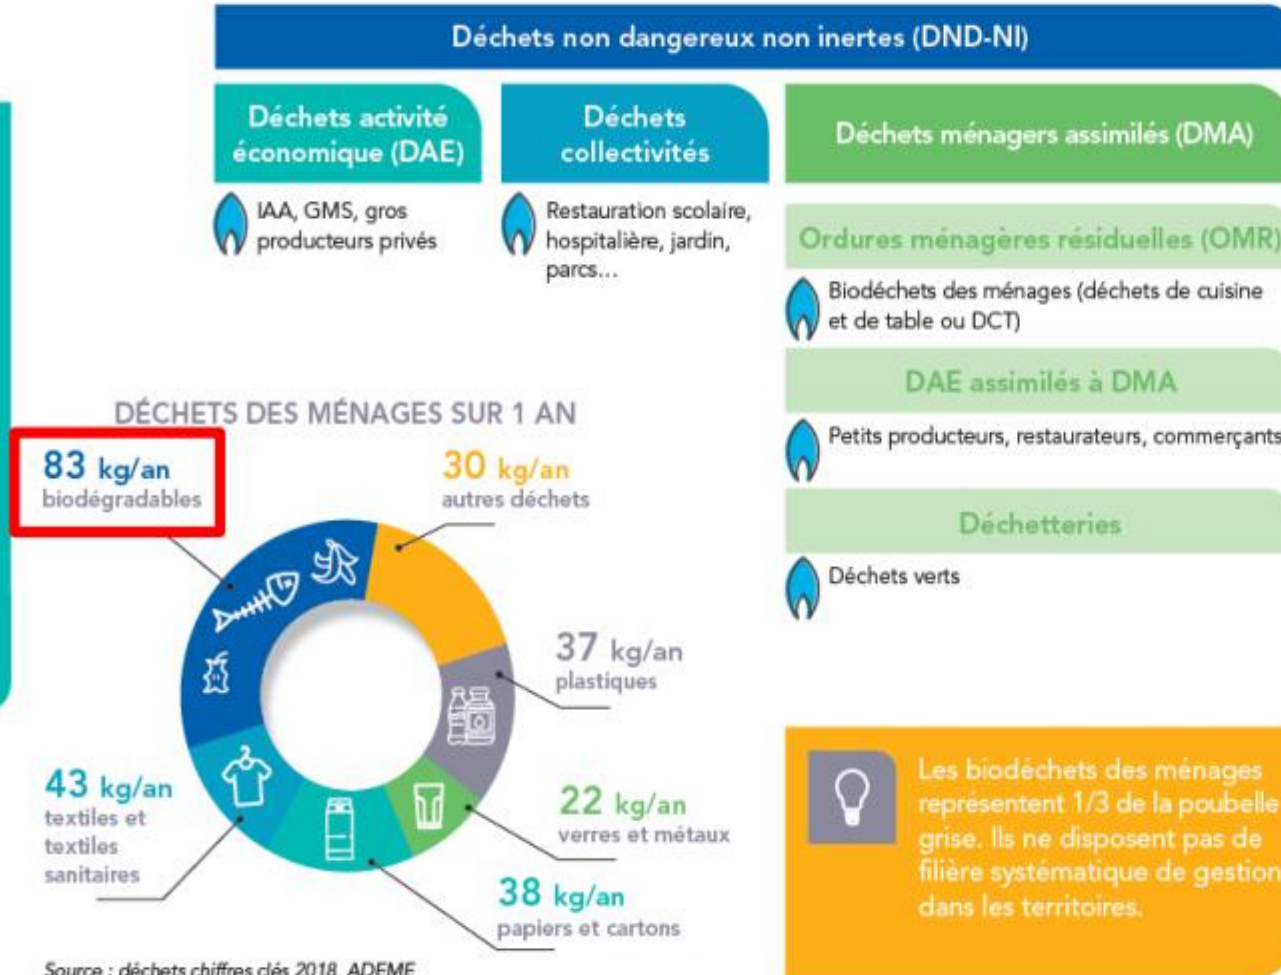 Déchets non dangereux non inertes (DND-NI)
Déchets activité
économique (DAE)
IAA, GMS, gros
producteurs privés
Déchets
collectivités
Restauration scolaire,
hospitalière, jardin,
parcs...
Déchets ménagers assimilés (DMA)
Ordures ménagères résiduelles (OMR)
Biodéchets des ménages (déchets de cuisine
et de table ou DCT)
DAE assimilés à DMA
Petits producteurs, restaurateurs, commerçants
Déchetteries
Déchets verts
DÉCHETS DES MÉNAGES SUR 1 AN
83 kg/an
biodégradables
30 kg/an
autres déchets
37 kg/an
plastiques
22 kg/an
verres et métaux
38 kg/an
papiers et cartons
43 kg/an
textiles et
textiles
sanitaires
Source : déchets chiffres clés 2018, ADEME
Les biodéchets des ménages
représentent 1/3 de la poubelle
grise. Ils ne disposent pas de
filière systématique de gestion
dans les territoires.